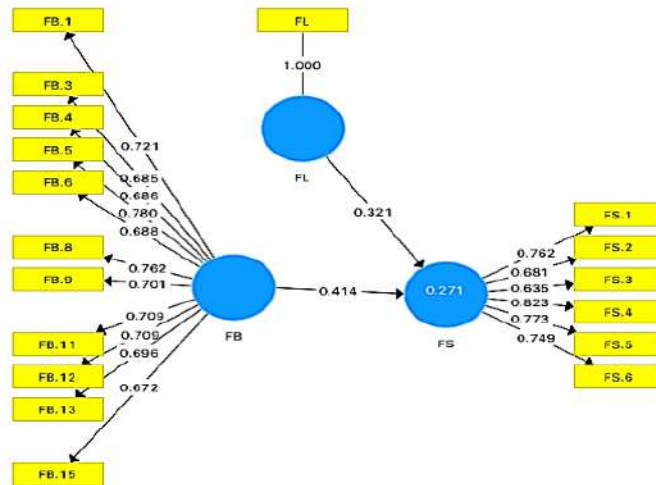 FB.1
FB.3
FB.4
FB.5
FB.6
FB.8
FB.9
FB.11
FB.12
FB.13
FB.15
0.721
0.685
0.686
0.780
0.688
0.762
0.701
0.709
0.709
0.696
0.672
FB
FL
1.000
FL
0.321
0.414
0.271
FS
0.762
0.681
0.635
0.823
0.773
0.749
FS.1
FS.2
FS.3
FS.4
FS.5
FS.6